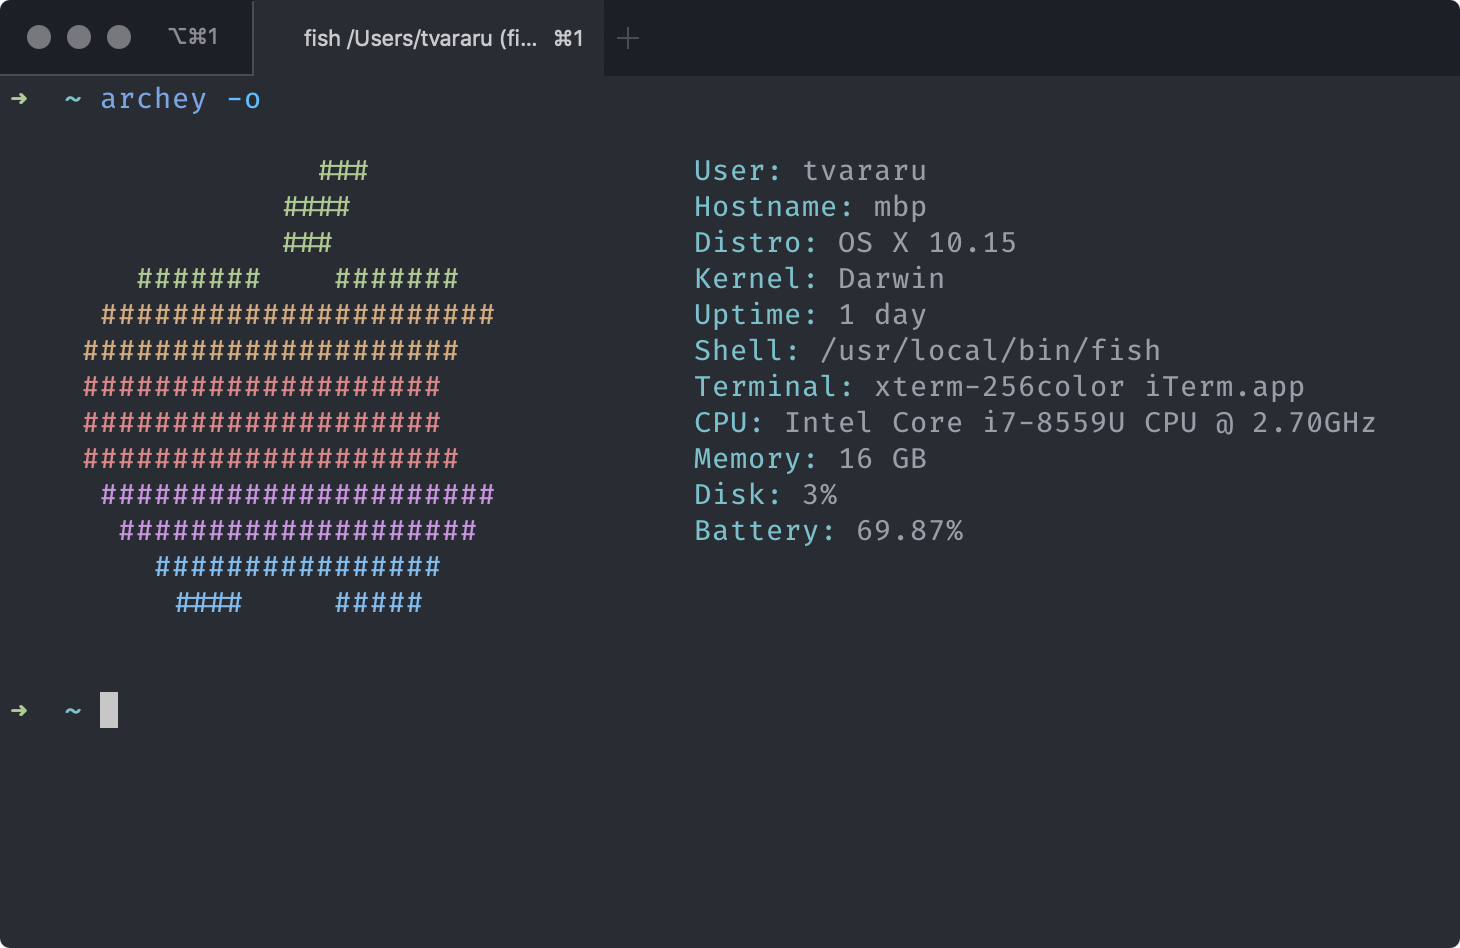 ⌥⌘1 fish /Users/tvararu (fi... ⌘1 +
➜ ~ archey -o
### User: tvararu
#### Hostname: mbp
### Distro: OS X 10.15
####### ####### Kernel: Darwin
###################### Uptime: 1 day
##################### Shell: /usr/local/bin/fish
#################### Terminal: xterm-256color iTerm.app
#################### CPU: Intel Core i7-8559U CPU @ 2.70GHz
##################### Memory: 16 GB
###################### Disk: 3%
#################### Battery: 69.87%
################
#### #####
➜ ~